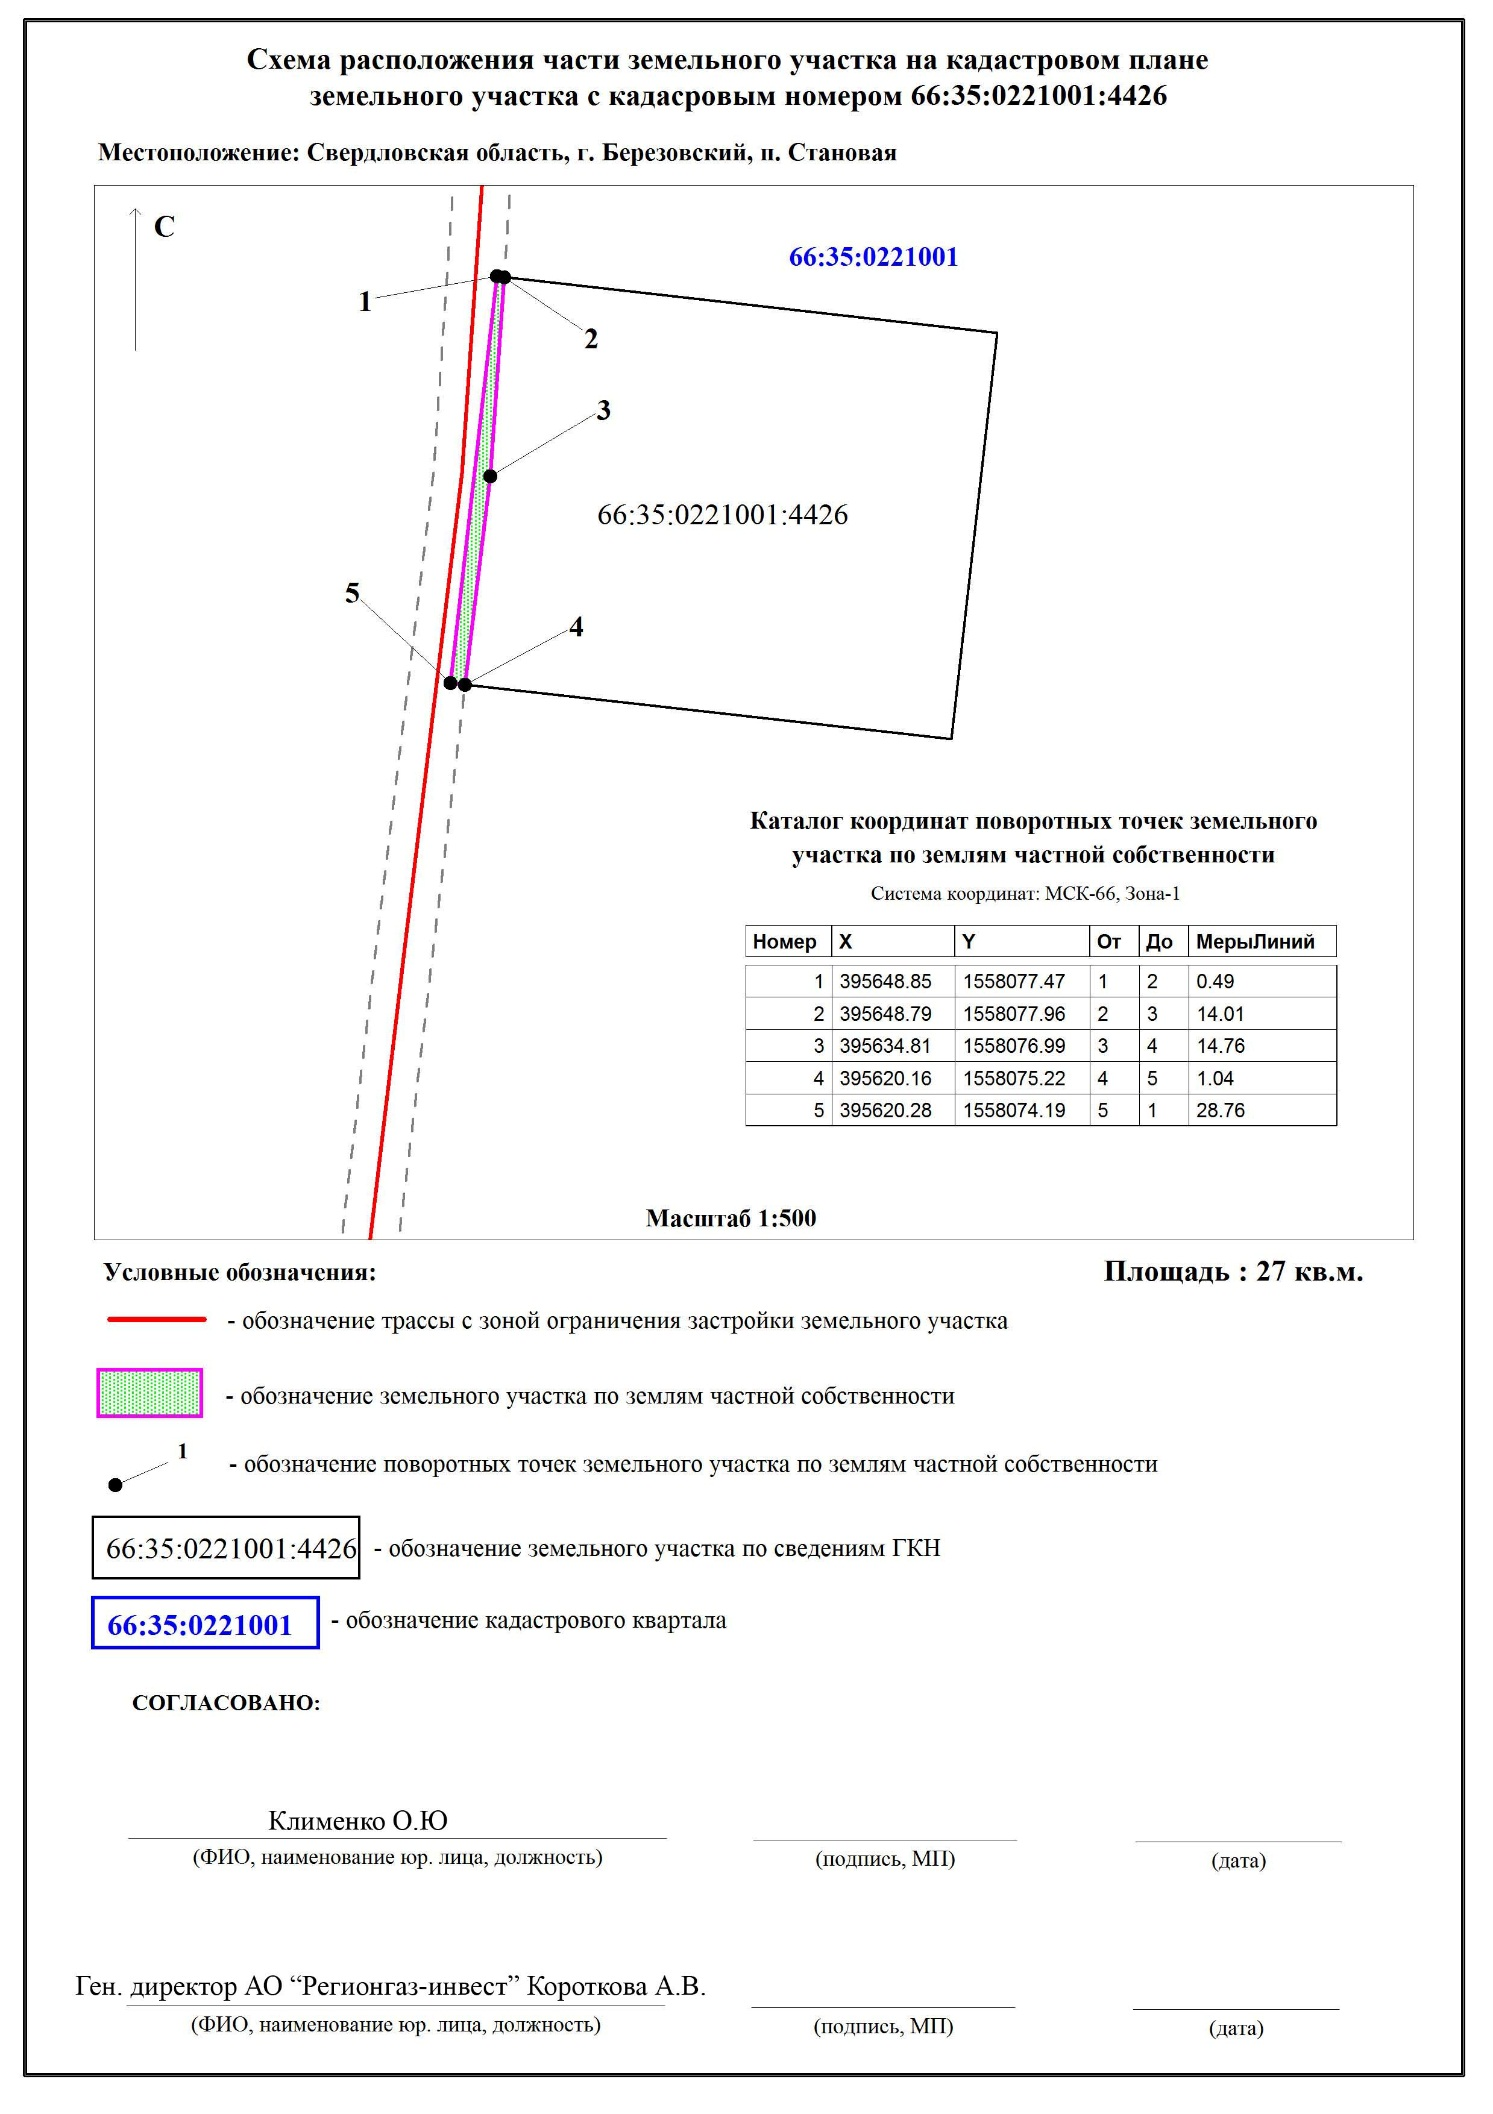 Схема расположения части земельного участка на кадастровом плане
земельного участка с кадасровым номером 66:35:0221001:4426
Местоположение: Свердловская область, г. Березовский, п. Становая
С
66:35:0221001
1
2
3
66:35:0221001:4426
5
4
Каталог координат поворотных точек земельного
участка по землям частной собственности
Система координат: МСК-66, Зона-1
Номер X Y От До МерыЛиний
1 395648.85 1558077.47 1 2 0.49
2 395648.79 1558077.96 2 3 14.01
3 395634.81 1558076.99 3 4 14.76
4 395620.16 1558075.22 4 5 1.04
5 395620.28 1558074.19 5 1 28.76
Масштаб 1:500
Условные обозначения: Площадь : 27 кв.м.
- обозначение трассы с зоной ограничения застройки земельного участка
- обозначение земельного участка по землям частной собственности
1 - обозначение поворотных точек земельного участка по землям частной собственности
66:35:0221001:4426 - обозначение земельного участка по сведениям ГКН
66:35:0221001 - обозначение кадастрового квартала
СОГЛАСОВАНО:
Клименко О.Ю
(ФИО, наименование юр. лица, должность) (подпись, МП) (дата)
Ген. директор АО “Регионгаз-инвест” Короткова А.В.
(ФИО, наименование юр. лица, должность) (подпись, МП) (дата)